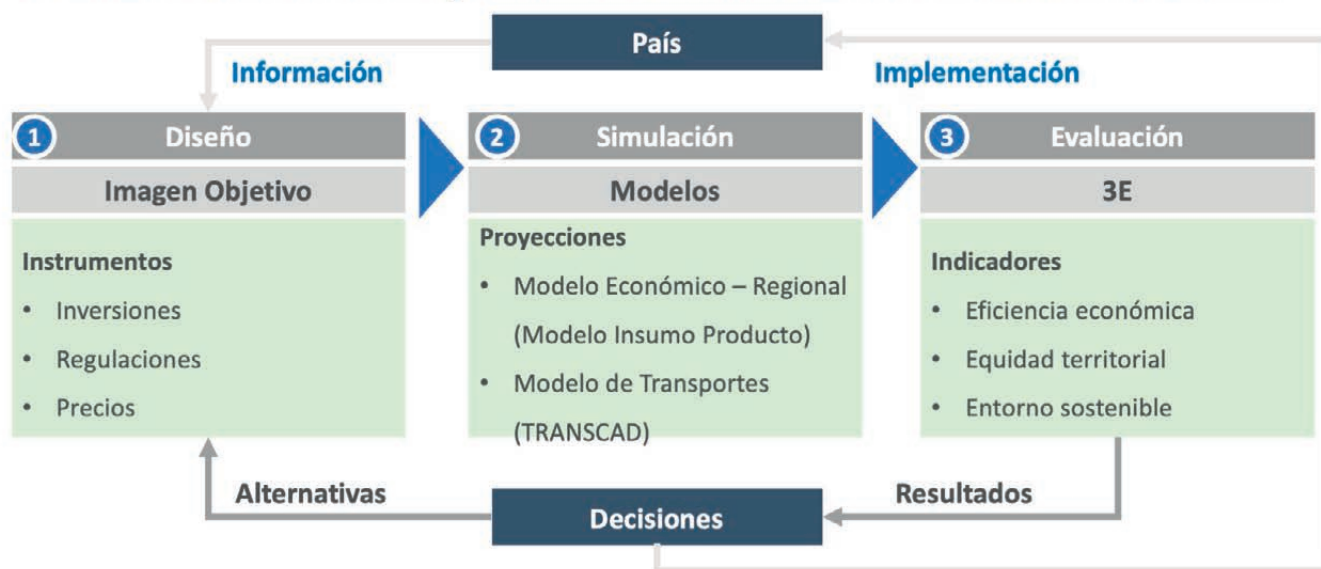 País
Información
Implementación
1 Diseño
Imagen Objetivo
Instrumentos
• Inversiones
• Regulaciones
• Precios
2 Simulación
Modelos
Proyecciones
• Modelo Económico – Regional
(Modelo Insumo Producto)
• Modelo de Transportes
(TRANSCAD)
3 Evaluación
3E
Indicadores
• Eficiencia económica
• Equidad territorial
• Entorno sostenible
Alternativas
Decisiones
Resultados